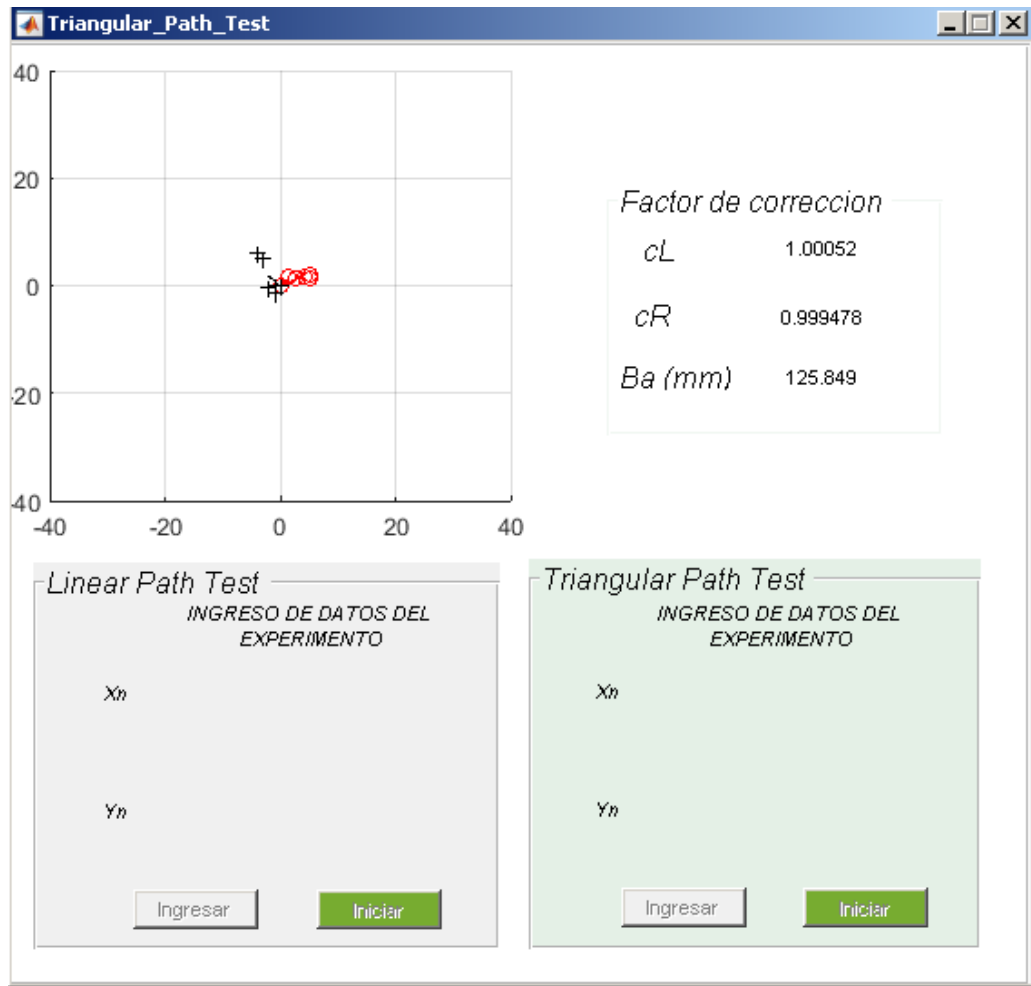 Triangular_Path_Test
40
20
0
-20
-40
-40 -20 0 20 40
Factor de correccion
cL 1.00052
cR 0.999478
Ba (mm) 125.849
Linear Path Test
INGRESO DE DATOS DEL
EXPERIMENTO
Xn
Yn
Ingresar Iniciar
Triangular Path Test
INGRESO DE DATOS DEL
EXPERIMENTO
Xn
Yn
Ingresar Iniciar